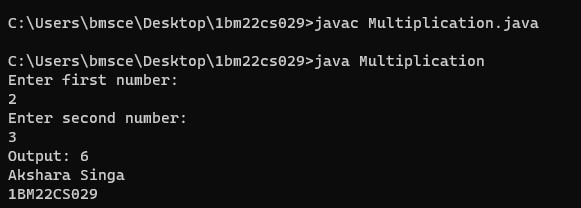 C:\Users\bmsce\Desktop\1bm22cs029>javac Multiplication.java
C:\Users\bmsce\Desktop\1bm22cs029>java Multiplication
Enter first number:
2
Enter second number:
3
Output: 6
Akshara Singa
1BM22CS029